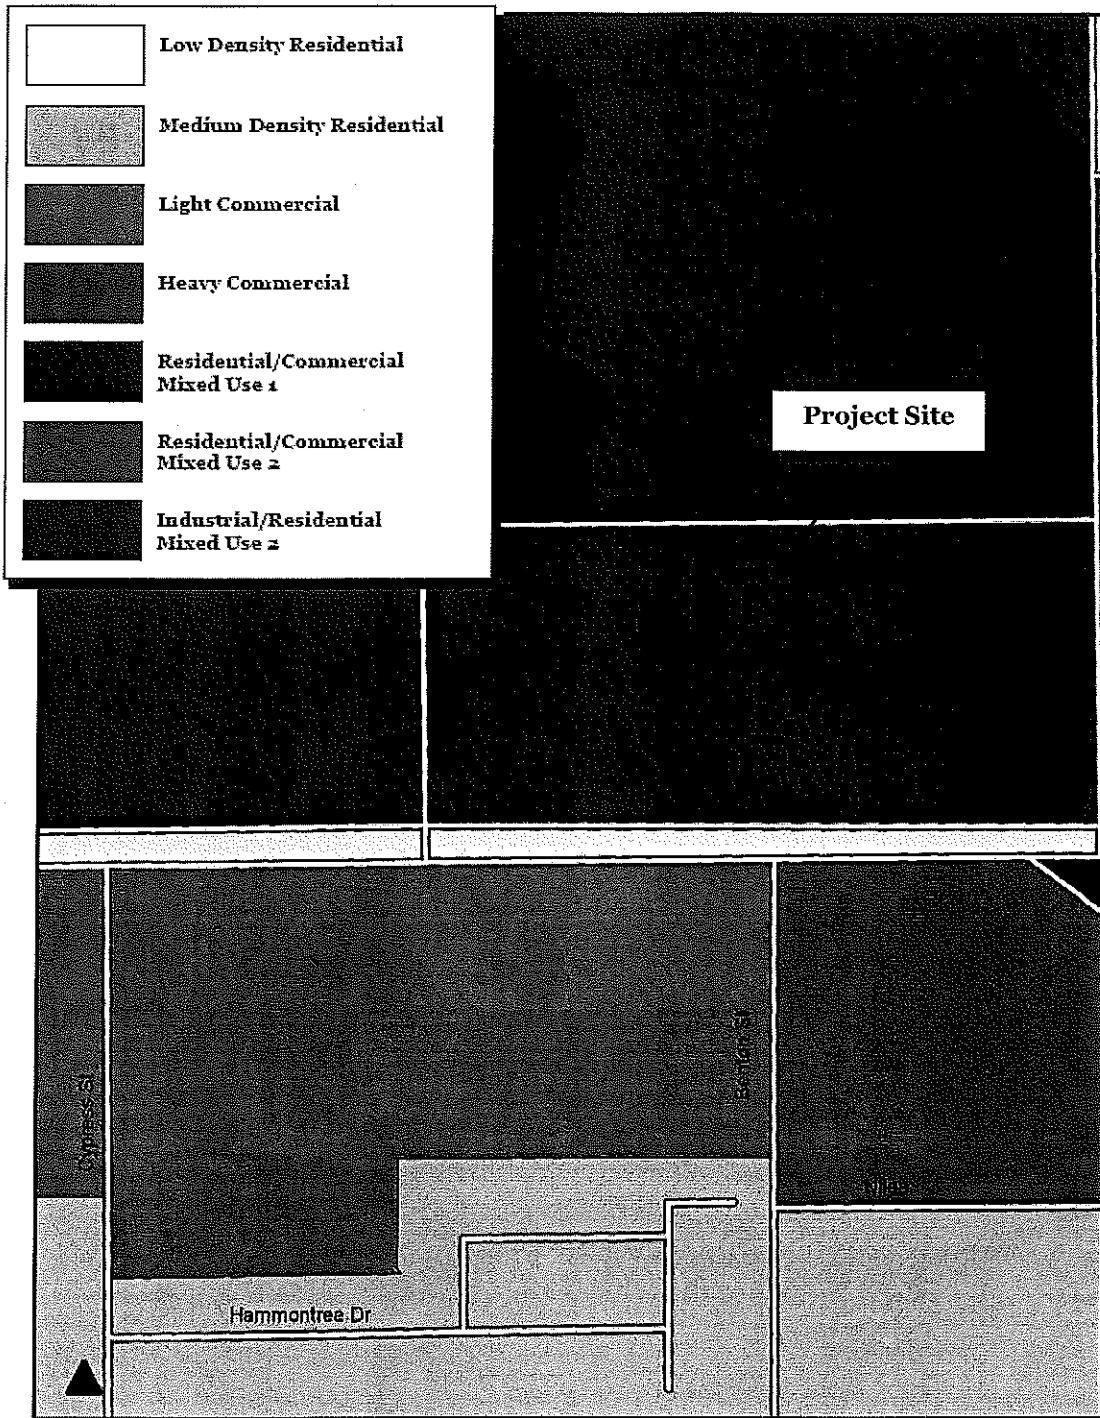 Low Density Residential
Medium Density Residential
Light Commercial
Heavy Commercial
Residential/Commercial
Mixed Use 1
Residential/Commercial
Mixed Use 2
Industrial/Residential
Mixed Use 2
Project Site
Cypress St
St
Hammontree Dr